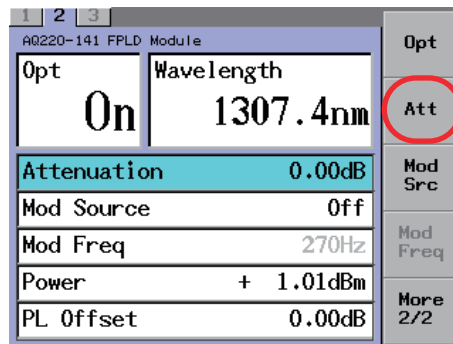 1 2 3
AQ220-141 FPLD Module
Opt
On
Wavelength
1307.4nm
Attenuation 0.00dB
Mod Source Off
Mod Freq 270Hz
Power + 1.01dBm
PL Offset 0.00dB
Opt
Att
Mod
Src
Mod
Freq
More
2/2